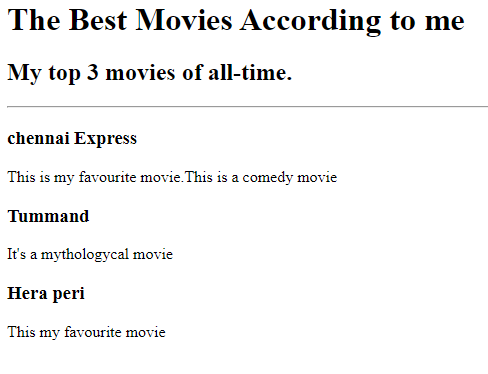 The Best Movies According to me
My top 3 movies of all-time.
chennai Express
This is my favourite movie.This is a comedy movie
Tummand
It's a mythologycal movie
Hera peri
This my favourite movie